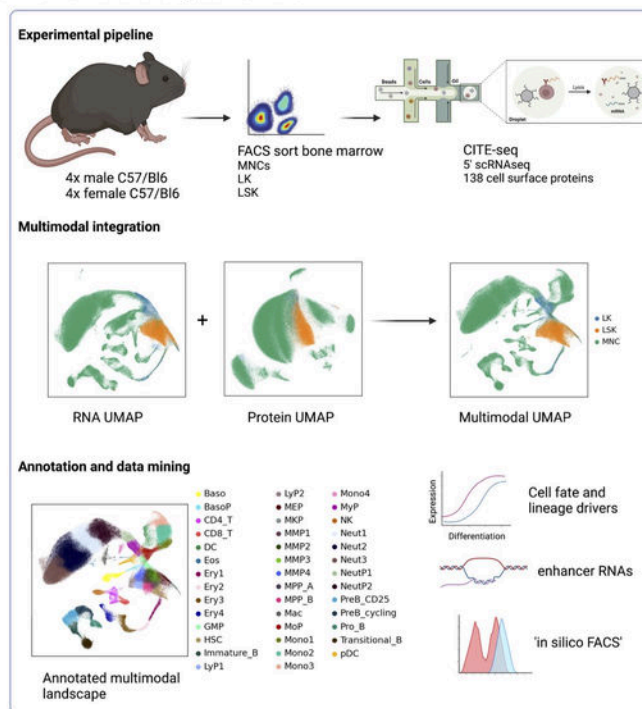 Experimental pipeline
4x male C57/Bl6
4x female C57/Bl6
FACS sort bone marrow
MNCs
LK
LSK
Beads
Cells
Oil
Droplet
Lysis
mRNA
CITE-seq
5' scRNAseq
138 cell surface proteins
Multimodal integration
+
LK
LSK
MNC
RNA UMAP
Protein UMAP
Multimodal UMAP
Annotation and data mining
Baso
BasoP
CD4_T
CD8_T
DC
Eos
Ery1
Ery2
Ery3
Ery4
GMP
HSC
Immature_B
LyP1
LyP2
MEP
MKP
MMP1
MMP2
MMP3
MMP4
MPP_A
MPP_B
Mac
MoP
Mono1
Mono2
Mono3
Mono4
MyP
NK
Neut1
Neut2
Neut3
NeutP1
NeutP2
PreB_CD25
PreB_cycling
Pro_B
Transitional_B
pDC
Annotated multimodal
landscape
Expression
Differentiation
Cell fate and
lineage drivers
enhancer RNAs
'in silico FACS'